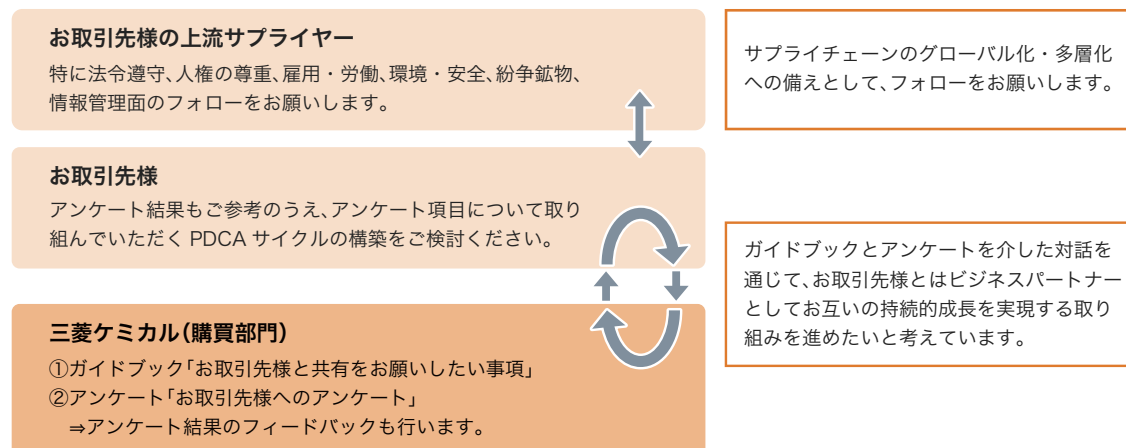 お取引先様の上流サプライヤー
特に法令遵守、人権の尊重、雇用・労働、環境・安全、紛争鉱物、
情報管理面のフォローをお願いします。
サプライチェーンのグローバル化・多層化
への備えとして、フォローをお願いします。
お取引先様
アンケート結果もご参考のうえ、アンケート項目について取り
組んでいただく PDCA サイクルの構築をご検討ください。
ガイドブックとアンケートを介した対話を
通じて、お取引先様とはビジネスパートナー
としてお互いの持続的成長を実現する取り
組みを進めたいと考えています。
三菱ケミカル（購買部門）
①ガイドブック「お取引先様と共有をお願いしたい事項」
②アンケート「お取引先様へのアンケート」
⇒アンケート結果のフィードバックも行います。